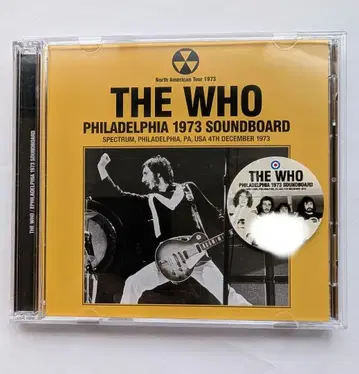 North American Tour 1973
THE WHO
PHILADELPHIA 1973 SOUNDBOARD
SPECTRUM, PHILADELPHIA, PA, USA 4TH DECEMBER 1973
THE WHO
PHILADELPHIA 1973 SOUNDBOARD
THE WHO / PHILADELPHIA 1973 SOUNDBOARD